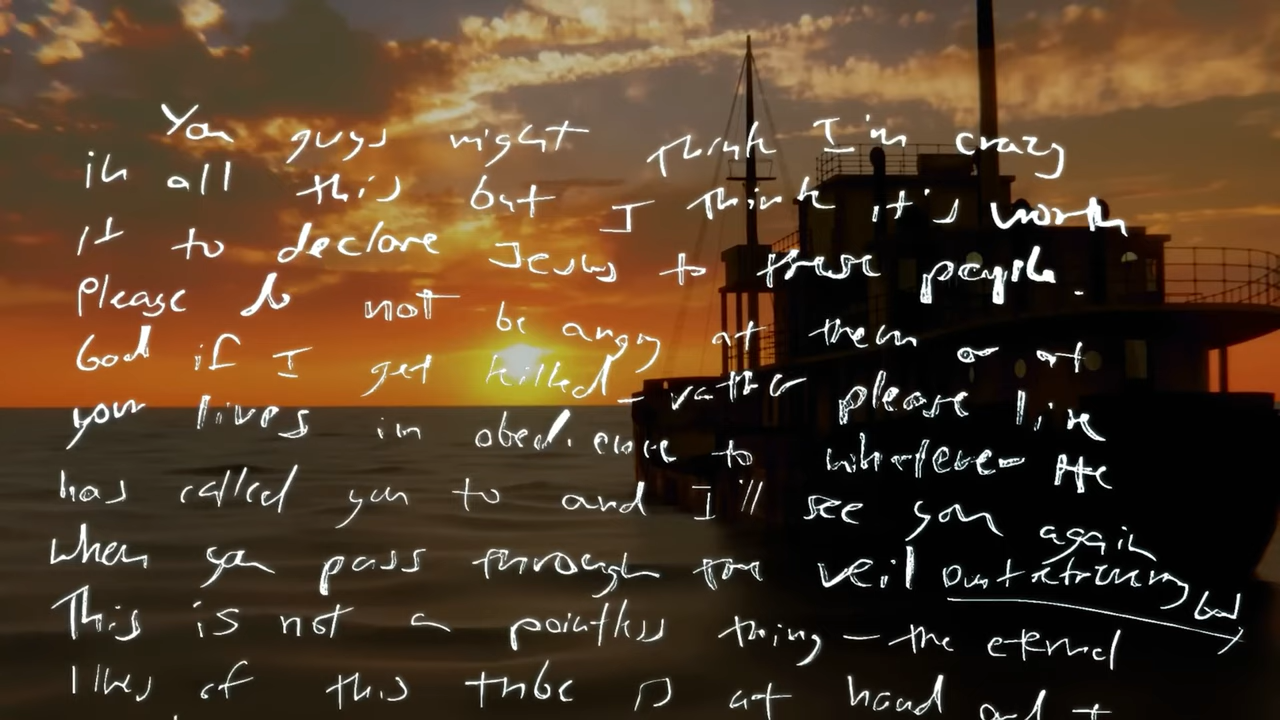 You guys might think I'm crazy
in all this but I think it's worth
it to declare Jesus to these people.
Please do not be angry at them or at
God if I get killed - rather please live
your lives in obedience to whatever He
has called you to and I'll see you again
when you pass through the veil
This is not a pointless thing - the eternal
lives of this tribe is at hand and I